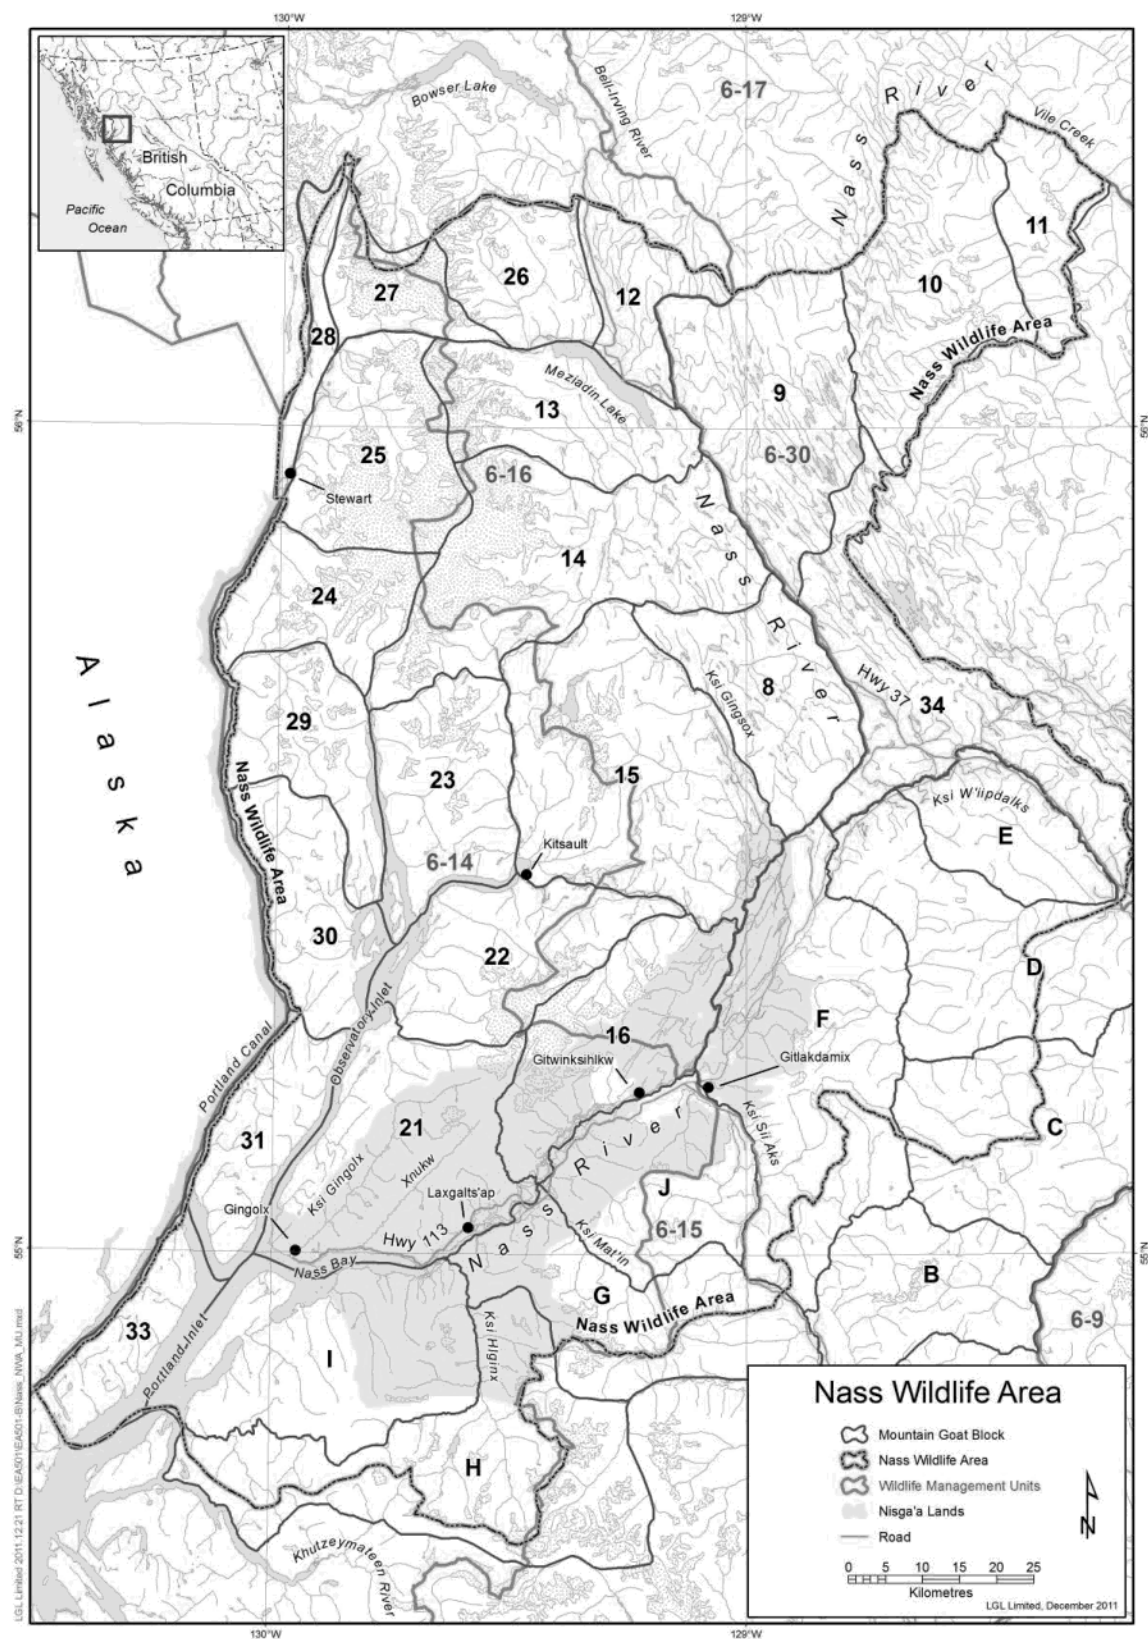 130°W
129°W
British
Columbia
Pacific
Ocean
Bowser Lake
Bell-Irving River
6-17
Nass River
Vile Creek
11
10
Nass Wildlife Area
26
27
12
28
Meziadin Lake
13
9
56°N
56°N
25
6-16
6-30
Stewart
Nass River
14
24
Alaska
Ksi Gingsox
8
Hwy 37
34
29
23
15
Nass Wildlife Area
Ksi W'iipdalks
E
Kitsault
6-14
30
22
D
Observatory Inlet
Portland Canal
16
F
Gitwinksihlkw
Gitlakdamix
21
31
Ksi Sii Aks
C
Ksi Gingolx
Xnukw
Nass River
Laxgalts'ap
J
Gingolx
Hwy 113
Ksi Mat'in
6-15
55°N
55°N
Nass Bay
G
B
Nass Wildlife Area
6-9
33
Portland Inlet
I
Ksi Hlginx
H
Khutzeymateen
River
Nass Wildlife Area
Mountain Goat Block
Nass Wildlife Area
Wildlife Management Units
Nisga'a Lands
Road
N
0 5 10 15 20 25
Kilometres
LGL Limited, December 2011
130°W
129°W